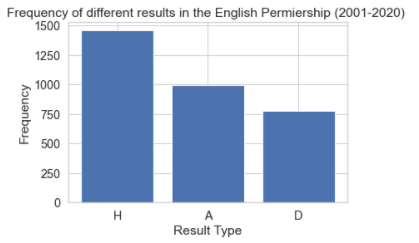 Frequency of different results in the English Permiership (2001-2020)
1500
1250
1000
750
500
250
0
Frequency
H A D
Result Type